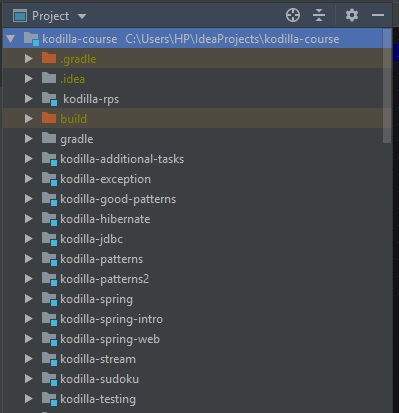 Project
kodilla-course C:\Users\HP\IdeaProjects\kodilla-course
.gradle
.idea
kodilla-rps
build
gradle
kodilla-additional-tasks
kodilla-exception
kodilla-good-patterns
kodilla-hibernate
kodilla-jdbc
kodilla-patterns
kodilla-patterns2
kodilla-spring
kodilla-spring-intro
kodilla-spring-web
kodilla-stream
kodilla-sudoku
kodilla-testing